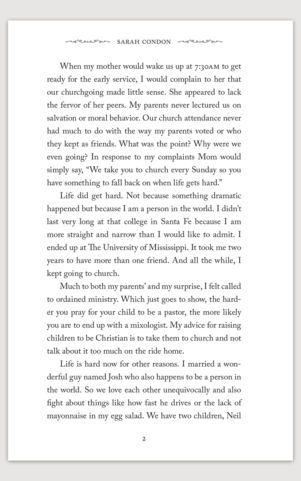 SARAH CONDON
When my mother would wake us up at 7:30AM to get
ready for the early service, I would complain to her that
our churchgoing made little sense. She appeared to lack
the fervor of her peers. My parents never lectured us on
salvation or moral behavior. Our church attendance never
had much to do with the way my parents voted or who
they kept as friends. What was the point? Why were we
even going? In response to my complaints Mom would
simply say, “We take you to church every Sunday so you
have something to fall back on when life gets hard.”
Life did get hard. Not because something dramatic
happened but because I am a person in the world. I didn’t
last very long at that college in Santa Fe because I am
more straight and narrow than I would like to admit. I
ended up at The University of Mississippi. It took me two
years to have more than one friend. And all the while, I
kept going to church.
Much to both my parents’ and my surprise, I felt called
to ordained ministry. Which just goes to show, the hard-
er you pray for your child to be a pastor, the more likely
you are to end up with a mixologist. My advice for raising
children to be Christian is to take them to church and not
talk about it too much on the ride home.
Life is hard now for other reasons. I married a won-
derful guy named Josh who also happens to be a person in
the world. So we love each other unequivocally and also
fight about things like how fast he drives or the lack of
mayonnaise in my egg salad. We have two children, Neil
2